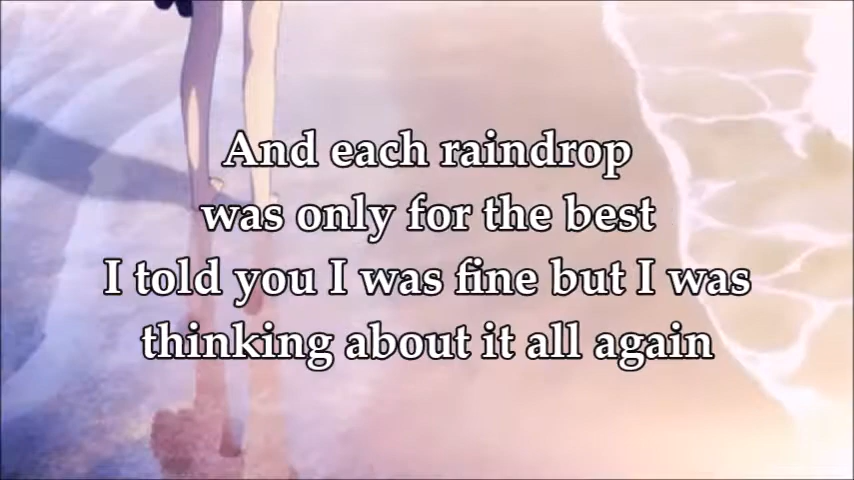 And each raindrop
was only for the best
I told you I was fine but I was
thinking about it all again